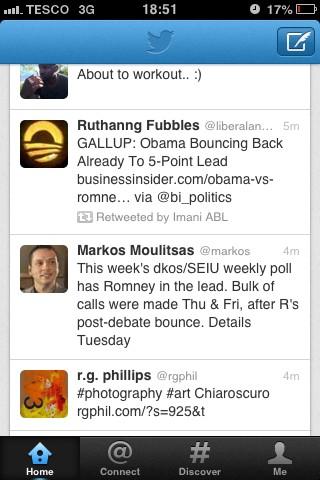 TESCO 3G 18:51 17%
About to workout.. :)
Ruthanng Fubbles @liberalan... 5m
GALLUP: Obama Bouncing Back
Already To 5-Point Lead
businessinsider.com/obama-vs-
romne… via @bi_politics
Retweeted by Imani ABL
Markos Moulitsas @markos 4m
This week's dkos/SEIU weekly poll
has Romney in the lead. Bulk of
calls were made Thu & Fri, after R's
post-debate bounce. Details
Tuesday
r.g. phillips @rgphil 4m
#photography #art Chiaroscuro
rgphil.com/?s=925&t
Home @ Connect # Discover Me